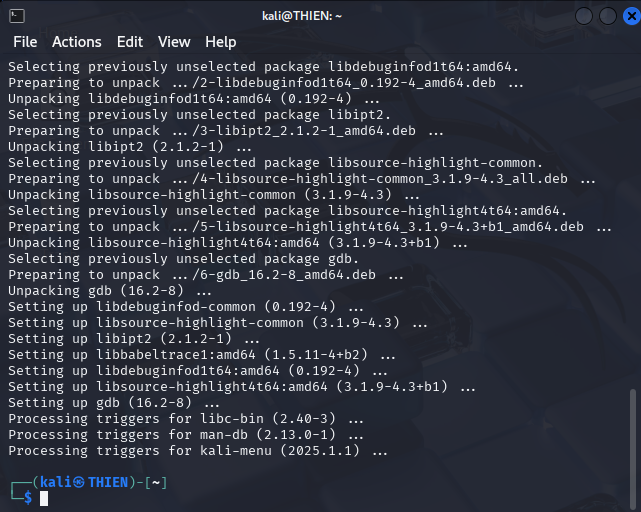 kali@THIEN: ~
File Actions Edit View Help
Selecting previously unselected package libdebuginfod1t64:amd64.
Preparing to unpack .../2-libdebuginfod1t64_0.192-4_amd64.deb ...
Unpacking libdebuginfod1t64:amd64 (0.192-4) ...
Selecting previously unselected package libipt2.
Preparing to unpack .../3-libipt2_2.1.2-1_amd64.deb ...
Unpacking libipt2 (2.1.2-1) ...
Selecting previously unselected package libsource-highlight-common.
Preparing to unpack .../4-libsource-highlight-common_3.1.9-4.3_all.deb ...
Unpacking libsource-highlight-common (3.1.9-4.3) ...
Selecting previously unselected package libsource-highlight4t64:amd64.
Preparing to unpack .../5-libsource-highlight4t64_3.1.9-4.3+b1_amd64.deb ...
Unpacking libsource-highlight4t64:amd64 (3.1.9-4.3+b1) ...
Selecting previously unselected package gdb.
Preparing to unpack .../6-gdb_16.2-8_amd64.deb ...
Unpacking gdb (16.2-8) ...
Setting up libdebuginfod-common (0.192-4) ...
Setting up libsource-highlight-common (3.1.9-4.3) ...
Setting up libipt2 (2.1.2-1) ...
Setting up libbabeltrace1:amd64 (1.5.11-4+b2) ...
Setting up libdebuginfod1t64:amd64 (0.192-4) ...
Setting up libsource-highlight4t64:amd64 (3.1.9-4.3+b1) ...
Setting up gdb (16.2-8) ...
Processing triggers for libc-bin (2.40-3) ...
Processing triggers for man-db (2.13.0-1) ...
Processing triggers for kali-menu (2025.1.1) ...
┌──(kali㉿THIEN)-[~]
└─$